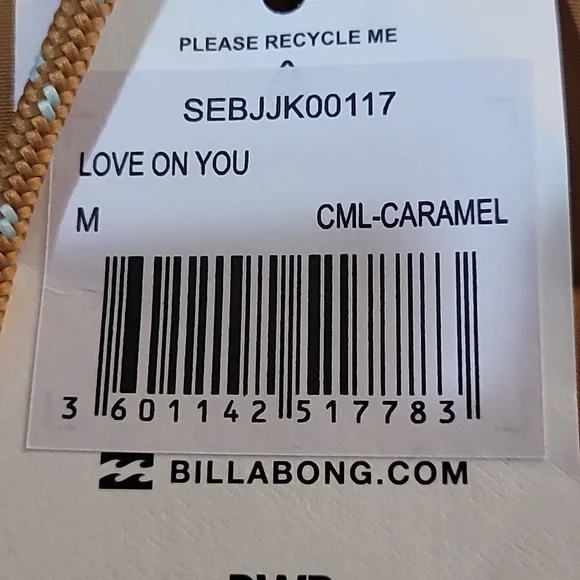 PLEASE RECYCLE ME
SEBJJK00117
LOVE ON YOU
M CML-CARAMEL
3 601142 517783
BILLABONG.COM